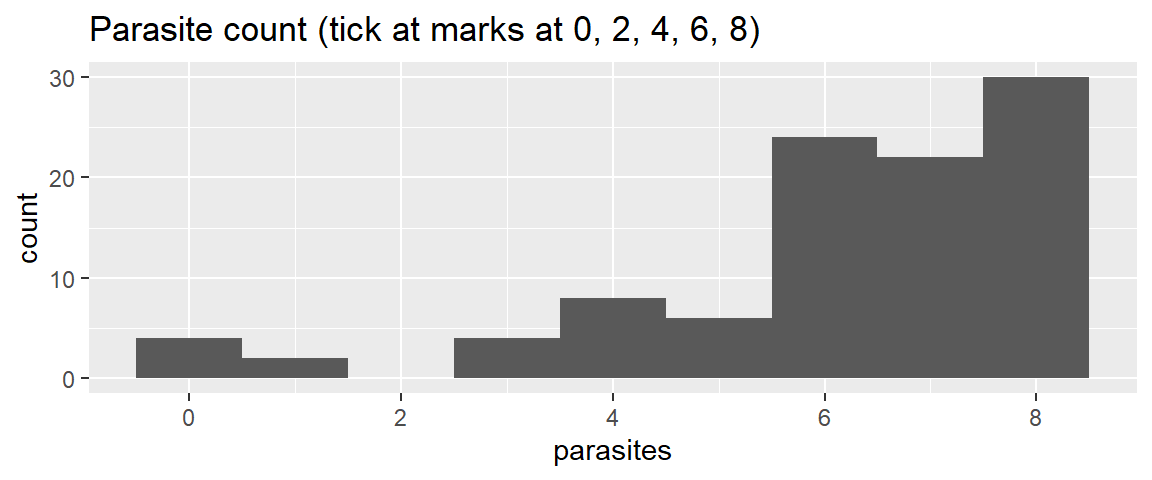 Parasite count (tick at marks at 0, 2, 4, 6, 8)
30
20
10
0
count
0 2 4 6 8
parasites